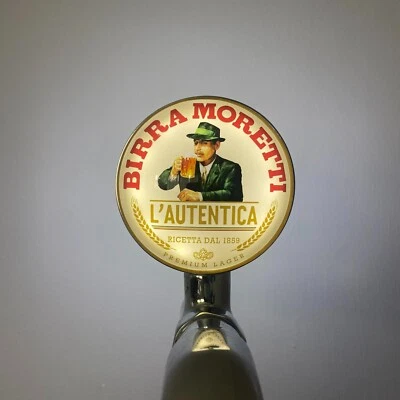 BIRRA MORETTI
L'AUTENTICA
RICETTA DAL 1859
PREMIUM LAGER